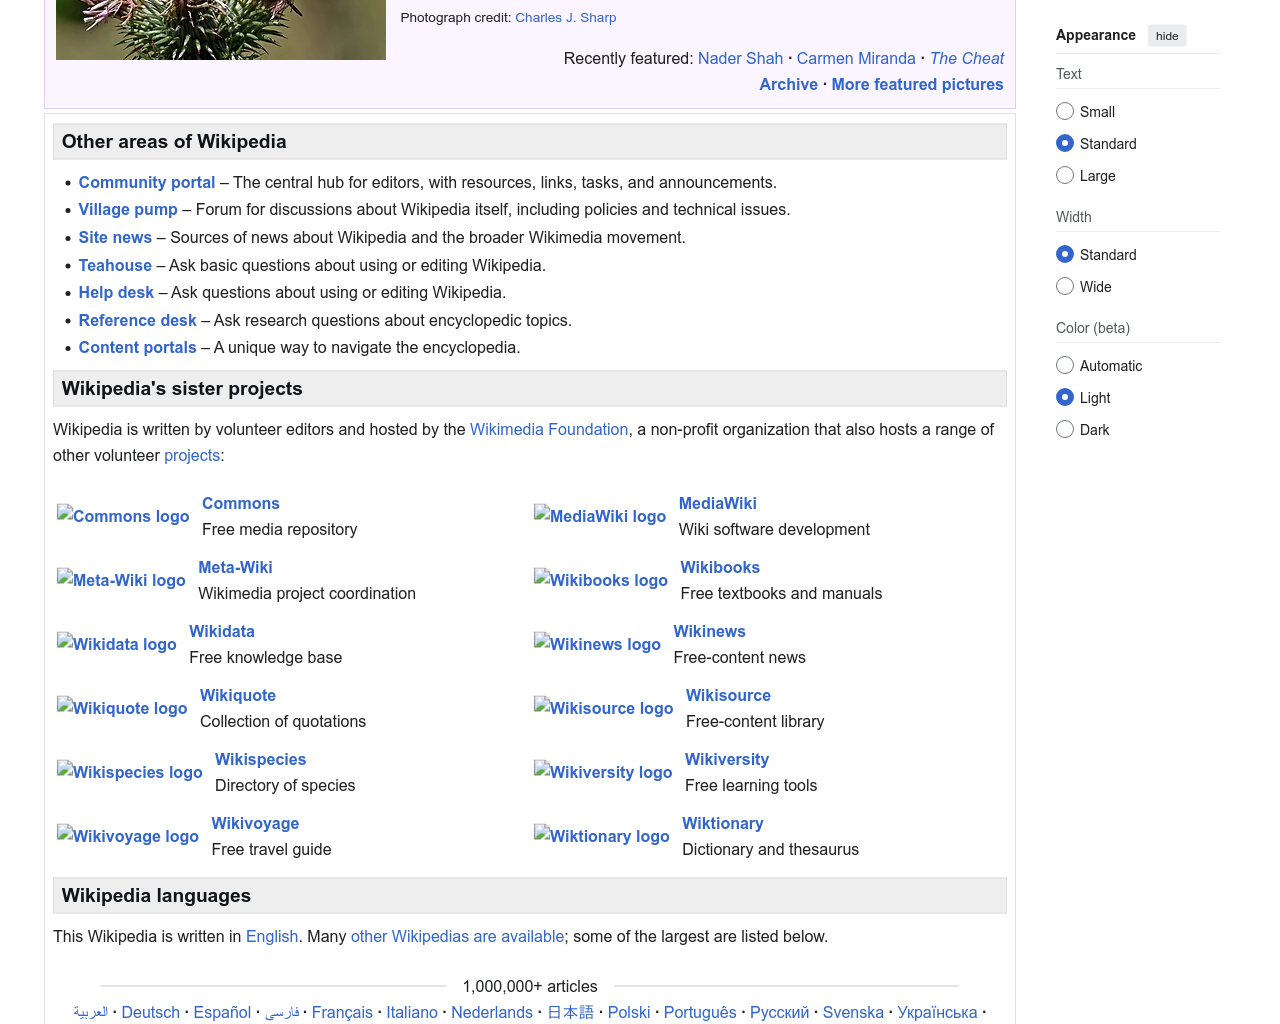 Photograph credit: Charles J. Sharp
Recently featured: Nader Shah · Carmen Miranda · The Cheat
Archive · More featured pictures
Other areas of Wikipedia
• Community portal – The central hub for editors, with resources, links, tasks, and announcements.
• Village pump – Forum for discussions about Wikipedia itself, including policies and technical issues.
• Site news – Sources of news about Wikipedia and the broader Wikimedia movement.
• Teahouse – Ask basic questions about using or editing Wikipedia.
• Help desk – Ask questions about using or editing Wikipedia.
• Reference desk – Ask research questions about encyclopedic topics.
• Content portals – A unique way to navigate the encyclopedia.
Wikipedia's sister projects
Wikipedia is written by volunteer editors and hosted by the Wikimedia Foundation, a non-profit organization that also hosts a range of
other volunteer projects:
Commons logo
Commons
Free media repository
MediaWiki logo
MediaWiki
Wiki software development
Meta-Wiki logo
Meta-Wiki
Wikimedia project coordination
Wikibooks logo
Wikibooks
Free textbooks and manuals
Wikidata logo
Wikidata
Free knowledge base
Wikinews logo
Wikinews
Free-content news
Wikiquote logo
Wikiquote
Collection of quotations
Wikisource logo
Wikisource
Free-content library
Wikispecies logo
Wikispecies
Directory of species
Wikiversity logo
Wikiversity
Free learning tools
Wikivoyage logo
Wikivoyage
Free travel guide
Wiktionary logo
Wiktionary
Dictionary and thesaurus
Wikipedia languages
This Wikipedia is written in English. Many other Wikipedias are available; some of the largest are listed below.
1,000,000+ articles
العربية · Deutsch · Español · فارسی · Français · Italiano · Nederlands · 日本語 · Polski · Português · Русский · Svenska · Українська ·
Appearance hide
Text
Small
Standard
Large
Width
Standard
Wide
Color (beta)
Automatic
Light
Dark